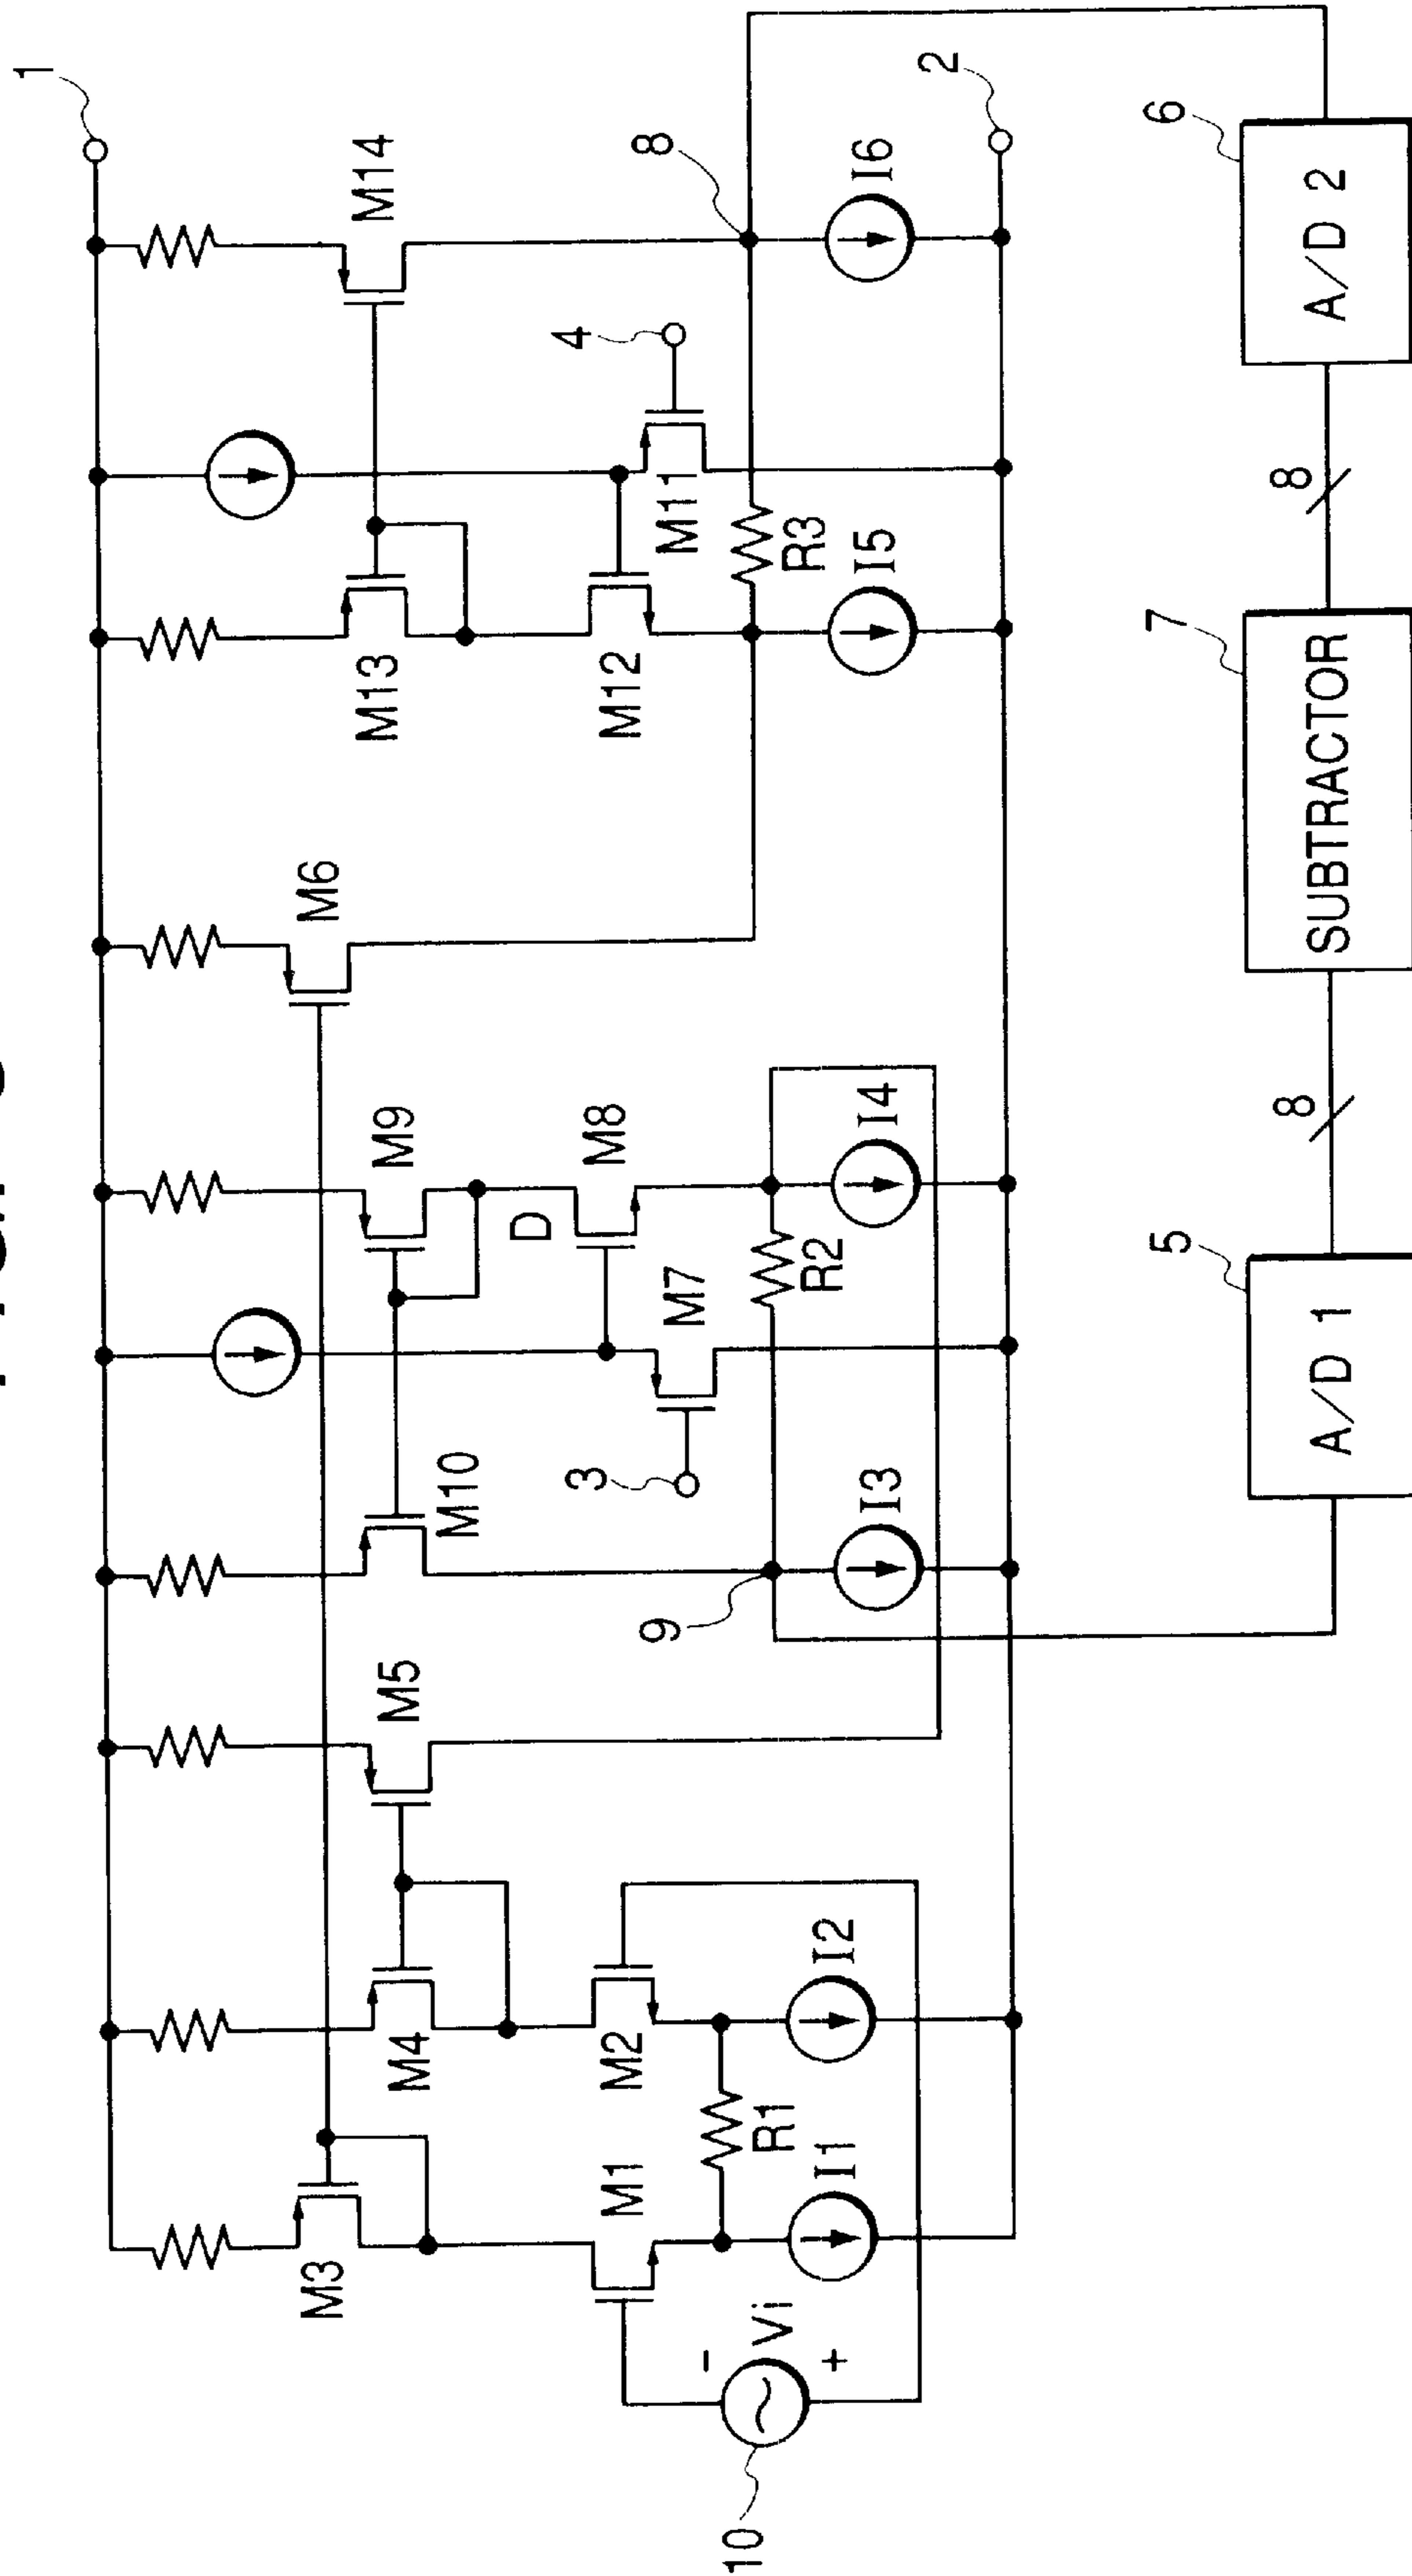 1
M14
8
I6
2
4
M11
R3
I5
M13
M12
M6
M9
D
M8
M7
R2
I4
3
M10
I3
9
M5
M4
M2
I2
R1
M3
M1
I1
-
Vi
+
10
5
A/D 1
8
7
SUBTRACTOR
8
6
A/D 2